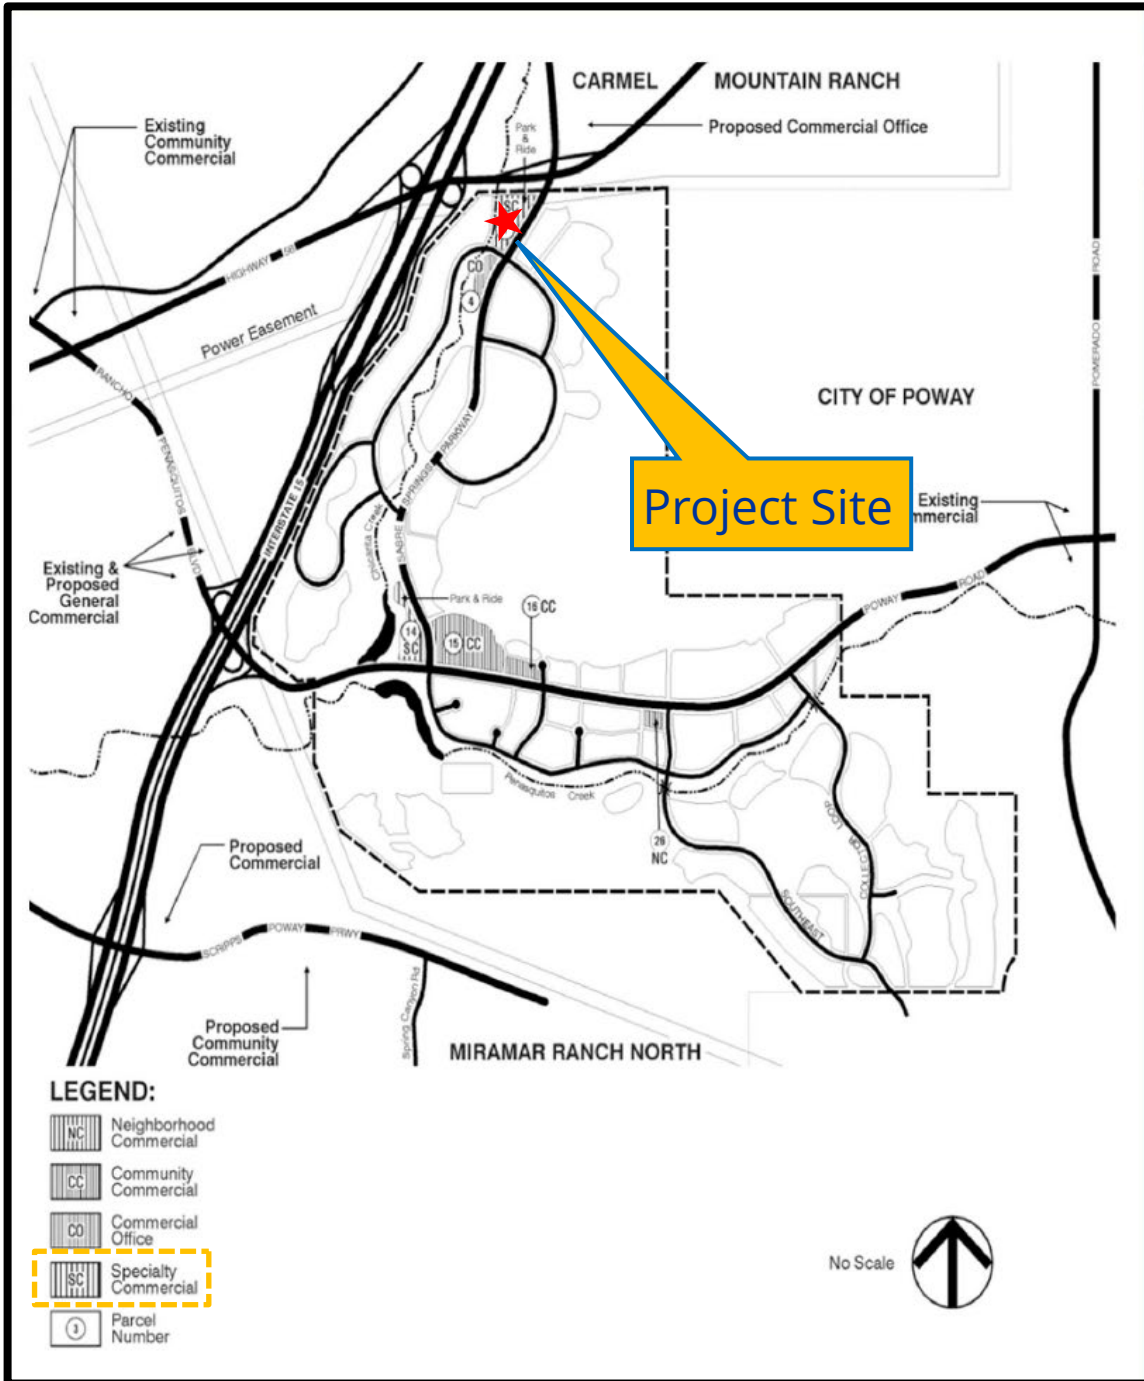 CARMEL MOUNTAIN RANCH
Existing
Community
Commercial
Park
&
Ride
Proposed Commercial Office
SC
HIGHWAY 56
CO
4
Power Easement
POMERADO ROAD
RANCHO PENASQUITOS BLVD
CITY OF POWAY
SABRE SPRINGS PARKWAY
INTERSTATE 15
Project Site
Existing
mmercial
Chicarita Creek
Existing &
Proposed
General
Commercial
Park & Ride
16 CC
POWAY ROAD
14
SC
15 CC
Penasquitos Creek
26
NC
LOOP
COLLECTOR
SOUTHEAST
Proposed
Commercial
SCRIPPS POWAY PRWY
Spring Canyon Rd
Proposed
Community
Commercial
MIRAMAR RANCH NORTH
LEGEND:
NC Neighborhood
Commercial
CC Community
Commercial
CO Commercial
Office
SC Specialty
Commercial
3 Parcel
Number
No Scale